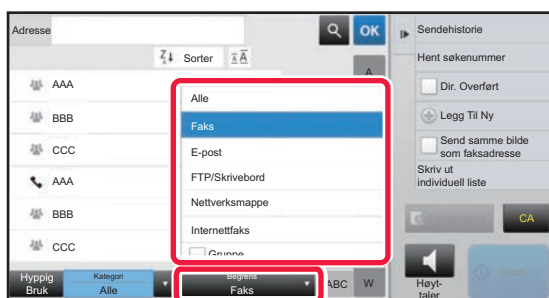 Adresse
OK
Sorter
A
AAA
BBB
CCC
AAA
BBB
CCC
Alle
Faks
E-post
FTP/Skrivebord
Nettverksmappe
Internettfaks
Gruppe
Hyppig
Bruk
Kategori
Alle
Begrens
Faks
ABC
W
Sendehistorie
Hent søkenummer
Dir. Overført
Legg Til Ny
Send samme bilde
som faksadresse
Skriv ut
individuell liste
CA
Høyt-
taler
Start